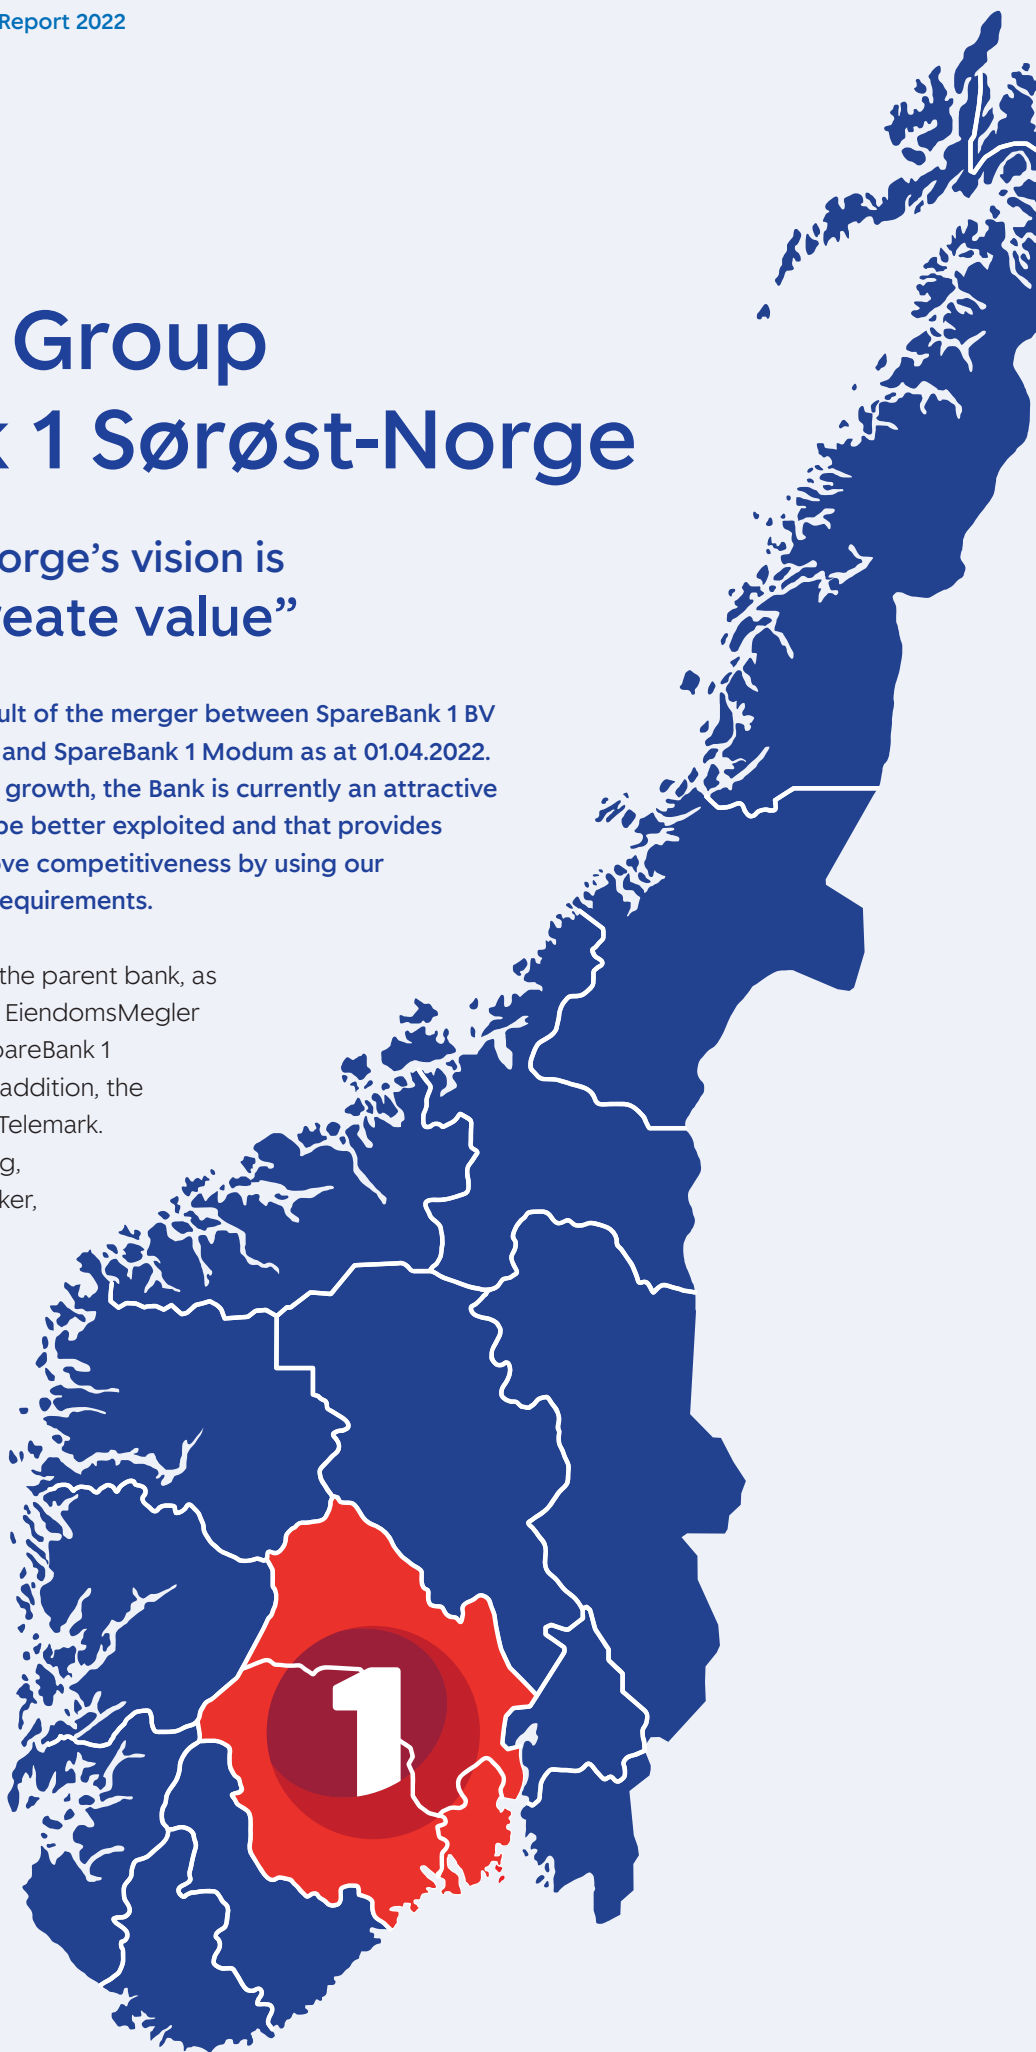 Report 2022
Group
k 1 Sørøst-Norge
orge’s vision is
eate value”
ult of the merger between SpareBank 1 BV
and SpareBank 1 Modum as at 01.04.2022.
growth, the Bank is currently an attractive
be better exploited and that provides
ve competitiveness by using our
equirements.
the parent bank, as
EiendomsMegler
pareBank 1
addition, the
Telemark.
g,
ker,
1